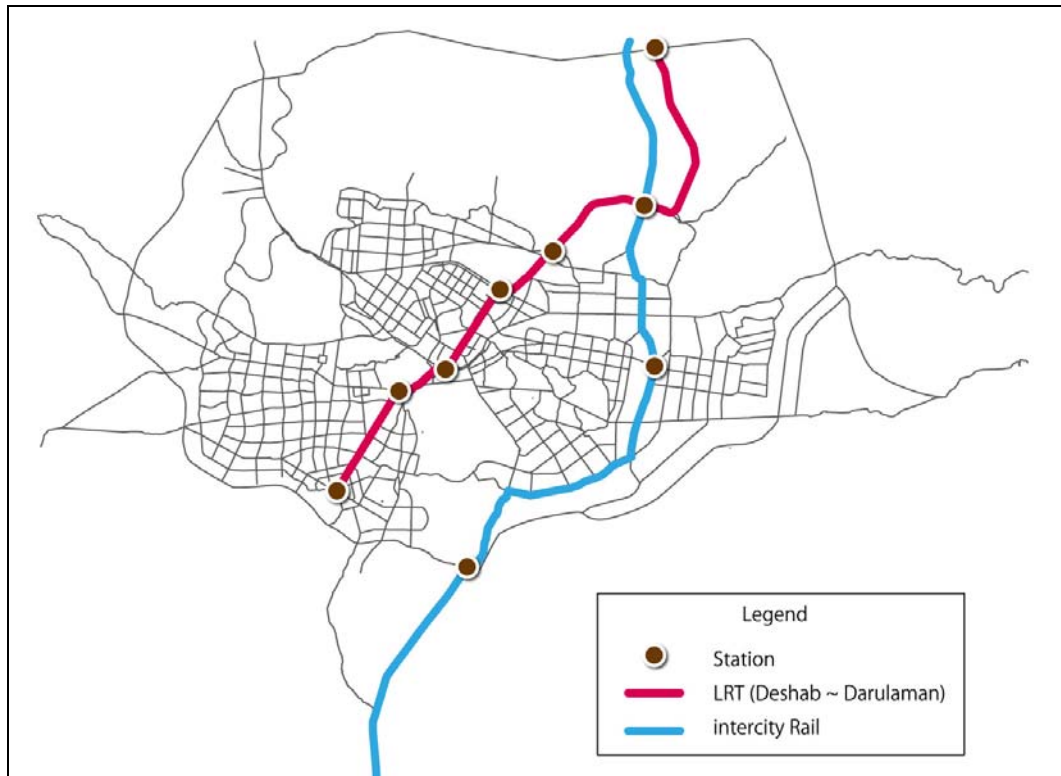 Legend
Station
LRT (Deshab ~ Darulaman)
intercity Rail